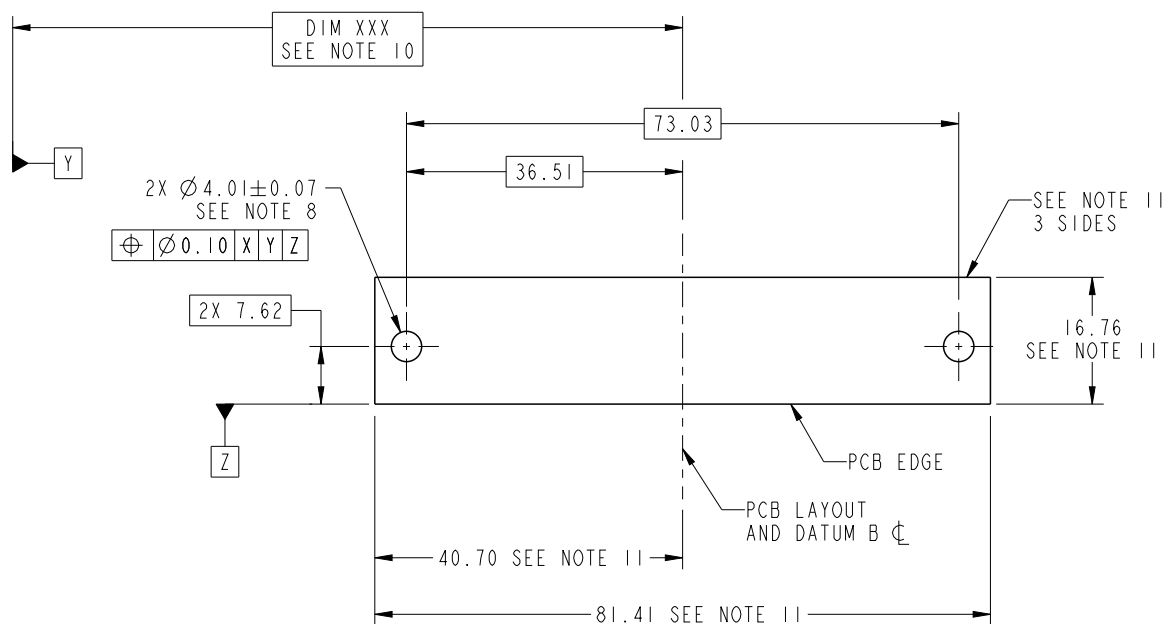 DIM XXX
SEE NOTE 10
73.03
Y
36.51
2X Ø4.01±0.07
SEE NOTE 8
SEE NOTE 11
3 SIDES
⌖ Ø0.10 X Y Z
2X 7.62
16.76
SEE NOTE 11
Z
PCB EDGE
PCB LAYOUT
AND DATUM B ℄
40.70 SEE NOTE 11
81.41 SEE NOTE 11